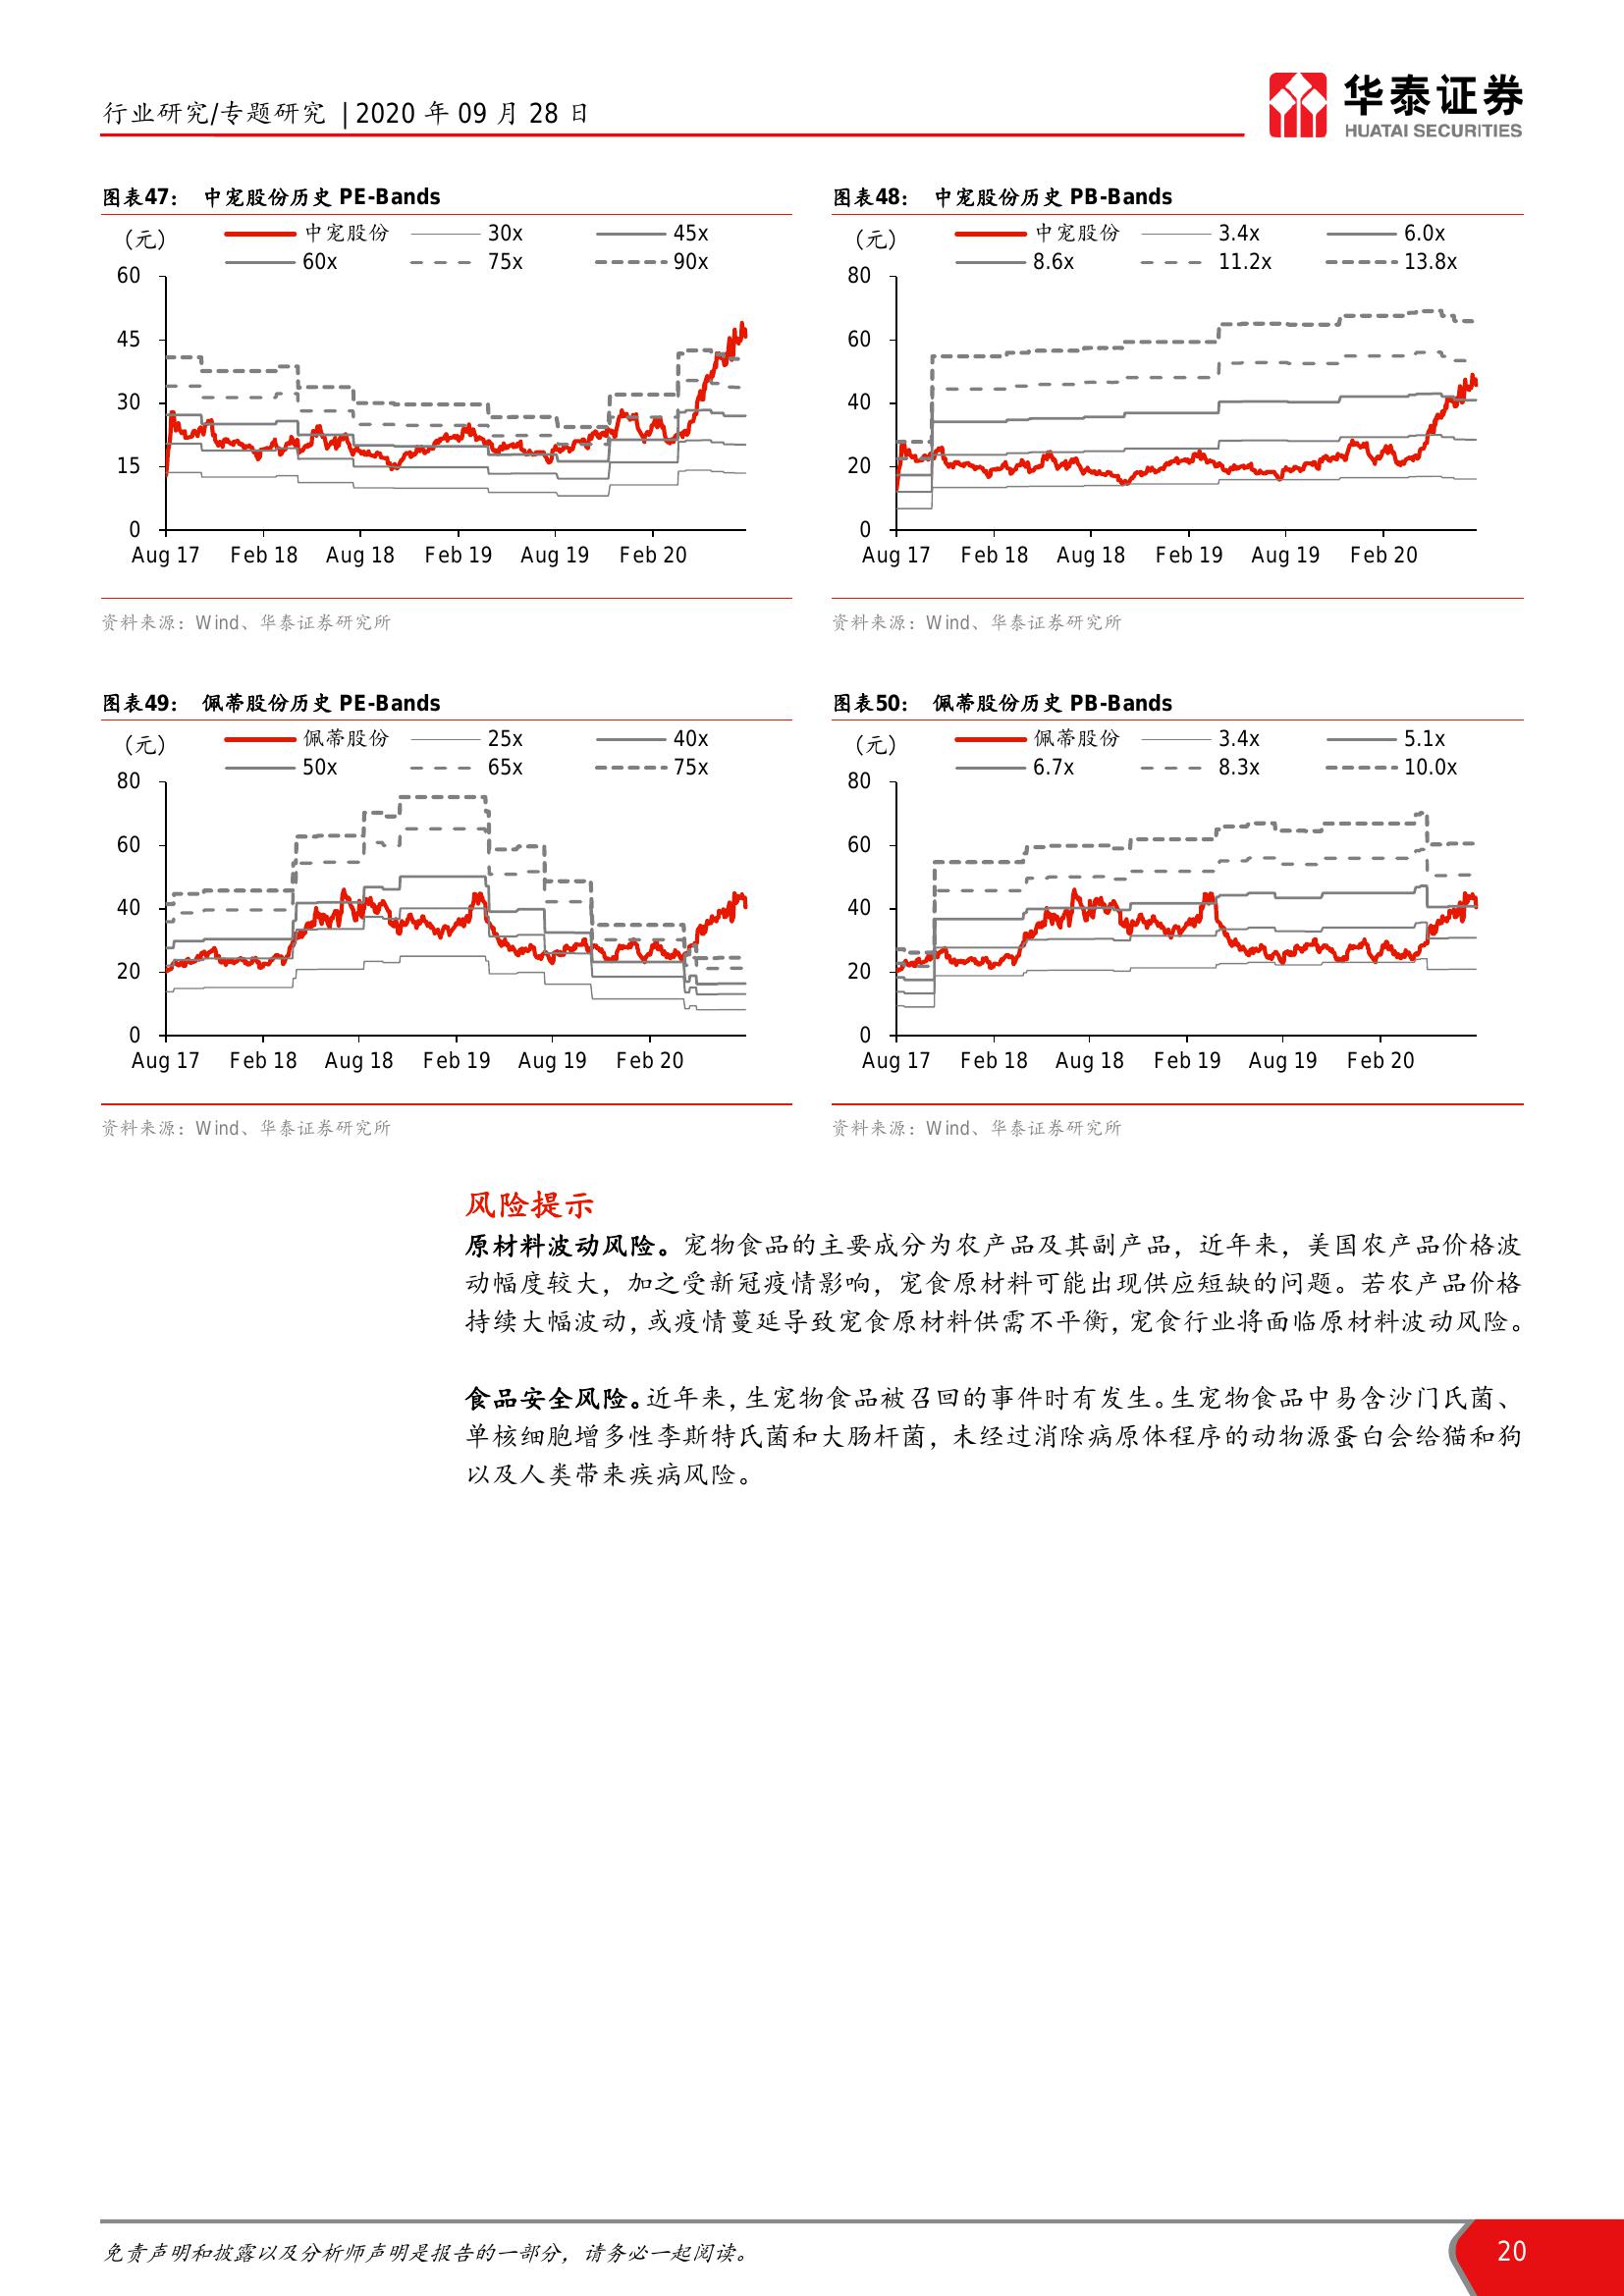 行业研究/专题研究 | 2020 年 09 月 28 日
华泰证券
HUATAI SECURITIES
图表47： 中宠股份历史 PE-Bands
（元）
中宠股份 30x 45x
60x 75x 90x
60
45
30
15
0
Aug 17 Feb 18 Aug 18 Feb 19 Aug 19 Feb 20
资料来源：Wind、华泰证券研究所
图表48： 中宠股份历史 PB-Bands
（元）
中宠股份 3.4x 6.0x
8.6x 11.2x 13.8x
80
60
40
20
0
Aug 17 Feb 18 Aug 18 Feb 19 Aug 19 Feb 20
资料来源：Wind、华泰证券研究所
图表49： 佩蒂股份历史 PE-Bands
（元）
佩蒂股份 25x 40x
50x 65x 75x
80
60
40
20
0
Aug 17 Feb 18 Aug 18 Feb 19 Aug 19 Feb 20
资料来源：Wind、华泰证券研究所
图表50： 佩蒂股份历史 PB-Bands
（元）
佩蒂股份 3.4x 5.1x
6.7x 8.3x 10.0x
80
60
40
20
0
Aug 17 Feb 18 Aug 18 Feb 19 Aug 19 Feb 20
资料来源：Wind、华泰证券研究所
风险提示
原材料波动风险。宠物食品的主要成分为农产品及其副产品，近年来，美国农产品价格波
动幅度较大，加之受新冠疫情影响，宠食原材料可能出现供应短缺的问题。若农产品价格
持续大幅波动，或疫情蔓延导致宠食原材料供需不平衡，宠食行业将面临原材料波动风险。
食品安全风险。近年来，生宠物食品被召回的事件时有发生。生宠物食品中易含沙门氏菌、
单核细胞增多性李斯特氏菌和大肠杆菌，未经过消除病原体程序的动物源蛋白会给猫和狗
以及人类带来疾病风险。
免责声明和披露以及分析师声明是报告的一部分，请务必一起阅读。
20